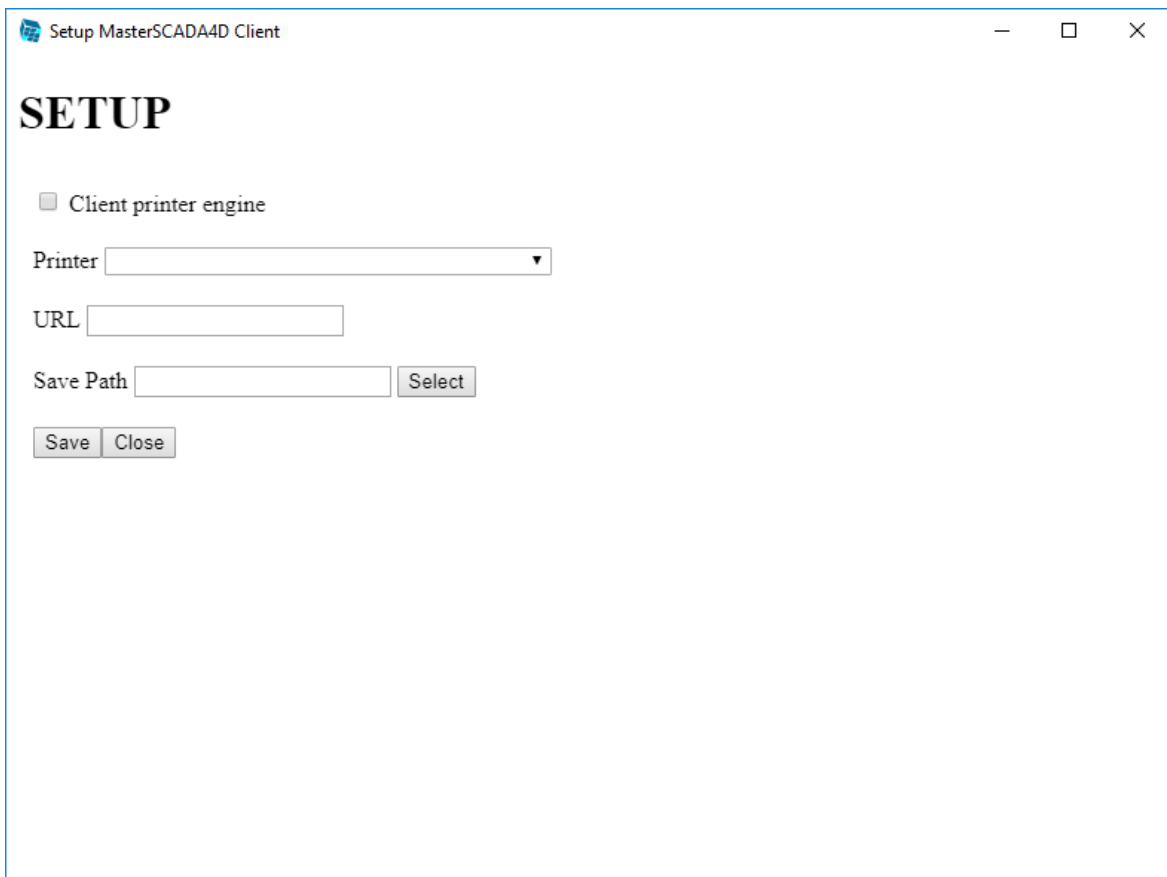 Setup MasterSCADA4D Client
SETUP
Client printer engine
Printer
URL
Save Path Select
Save Close